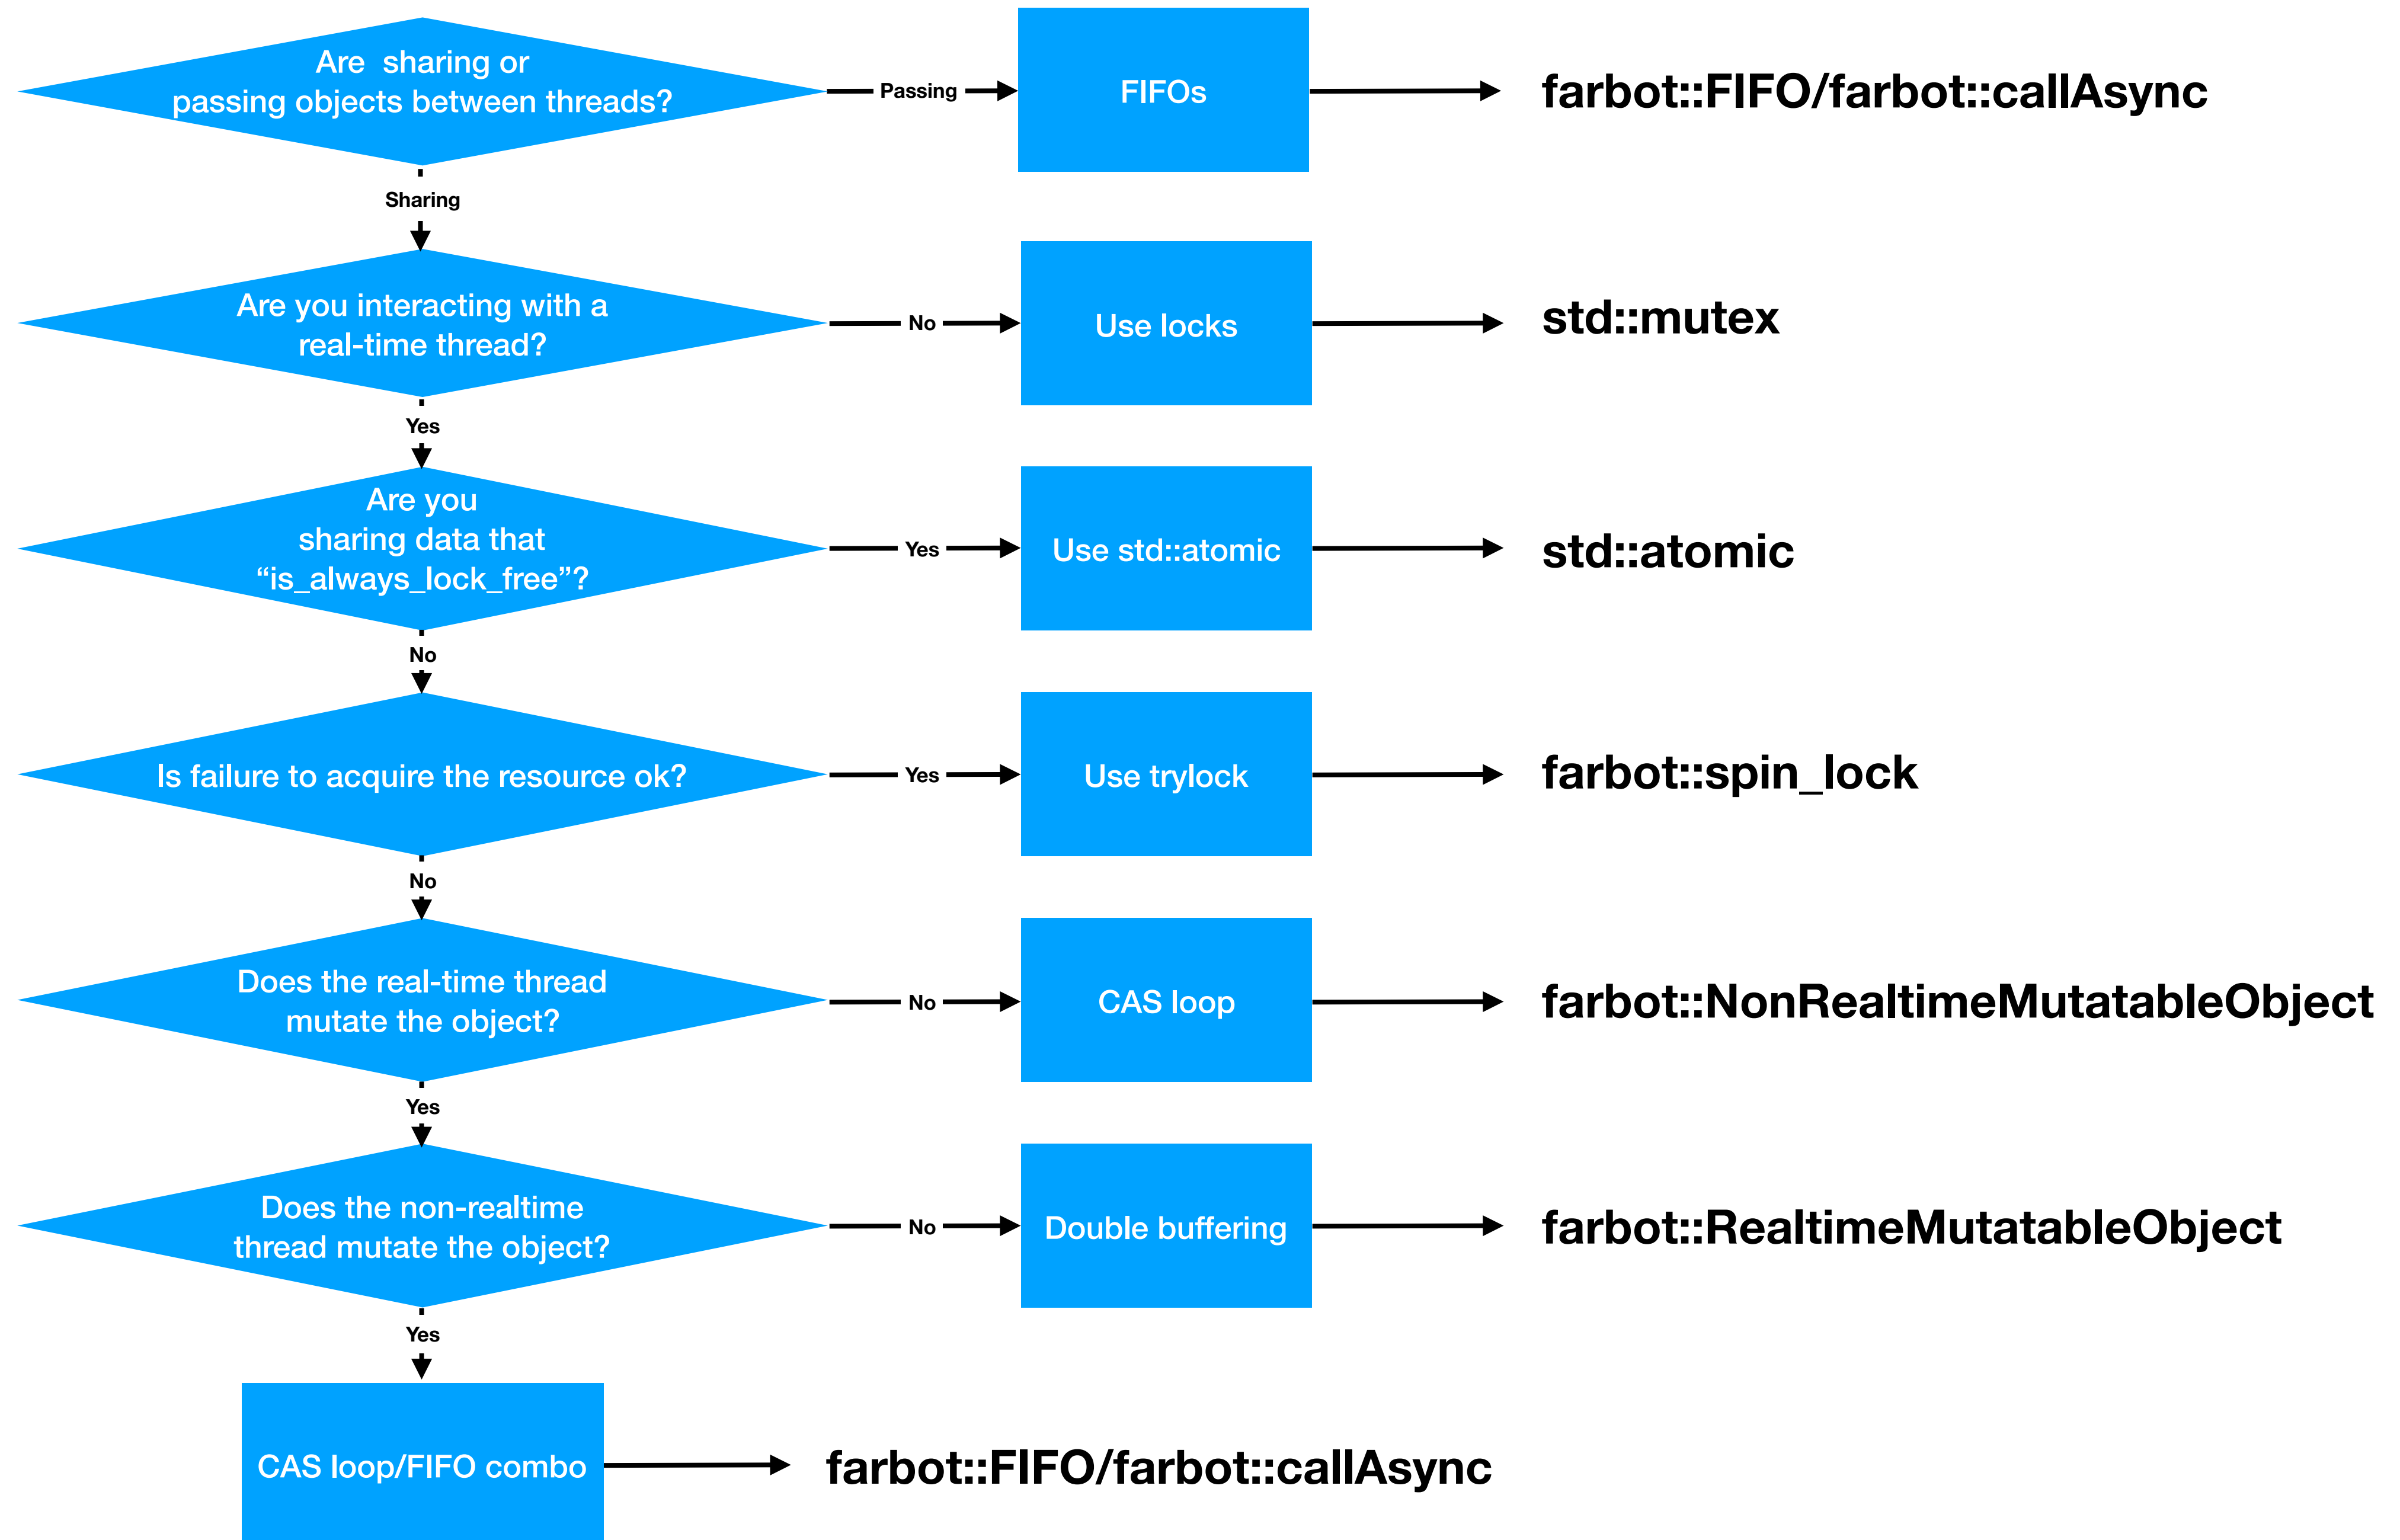 Are  sharing or
passing objects between threads?
Passing
FIFOs
farbot::FIFO/farbot::callAsync
Sharing
Are you interacting with a
real-time thread?
No
Use locks
std::mutex
Yes
Are you
sharing data that
“is_always_lock_free”?
Yes
Use std::atomic
std::atomic
No
Is failure to acquire the resource ok?
Yes
Use trylock
farbot::spin_lock
No
Does the real-time thread
mutate the object?
No
CAS loop
farbot::NonRealtimeMutatableObject
Yes
Does the non-realtime
thread mutate the object?
No
Double buffering
farbot::RealtimeMutatableObject
Yes
CAS loop/FIFO combo
farbot::FIFO/farbot::callAsync